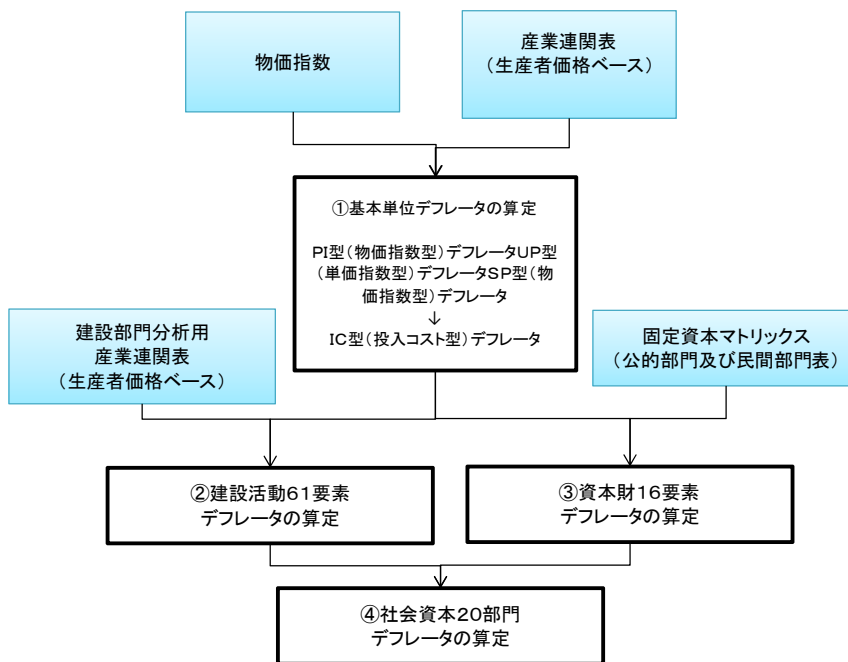 物価指数
産業連関表
（生産者価格ベース）
①基本単位デフレータの算定
PI型（物価指数型）デフレータUP型
（単価指数型）デフレータSP型（物
価指数型）デフレータ
↓
IC型（投入コスト型）デフレータ
建設部門分析用
産業連関表
（生産者価格ベース）
固定資本マトリックス
（公的部門及び民間部門表）
②建設活動61要素
デフレータの算定
③資本財16要素
デフレータの算定
④社会資本20部門
デフレータの算定